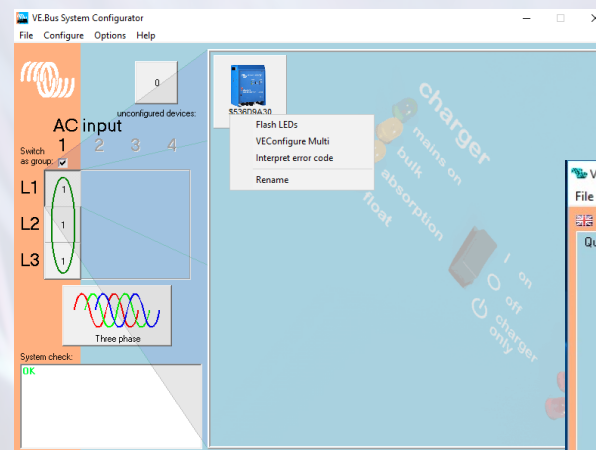 VE.Bus System Configurator
File Configure Options Help
0
unconfigured devices:
AC input
Switch
as group:
1 2 3 4
L1 1
L2 1
L3 1
Three phase
System check:
OK
Flash LEDs
VEConfigure Multi
Interpret error code
Rename
charger
mains on
bulk
absorption
float
on
off
charger
only
V
File
Qu